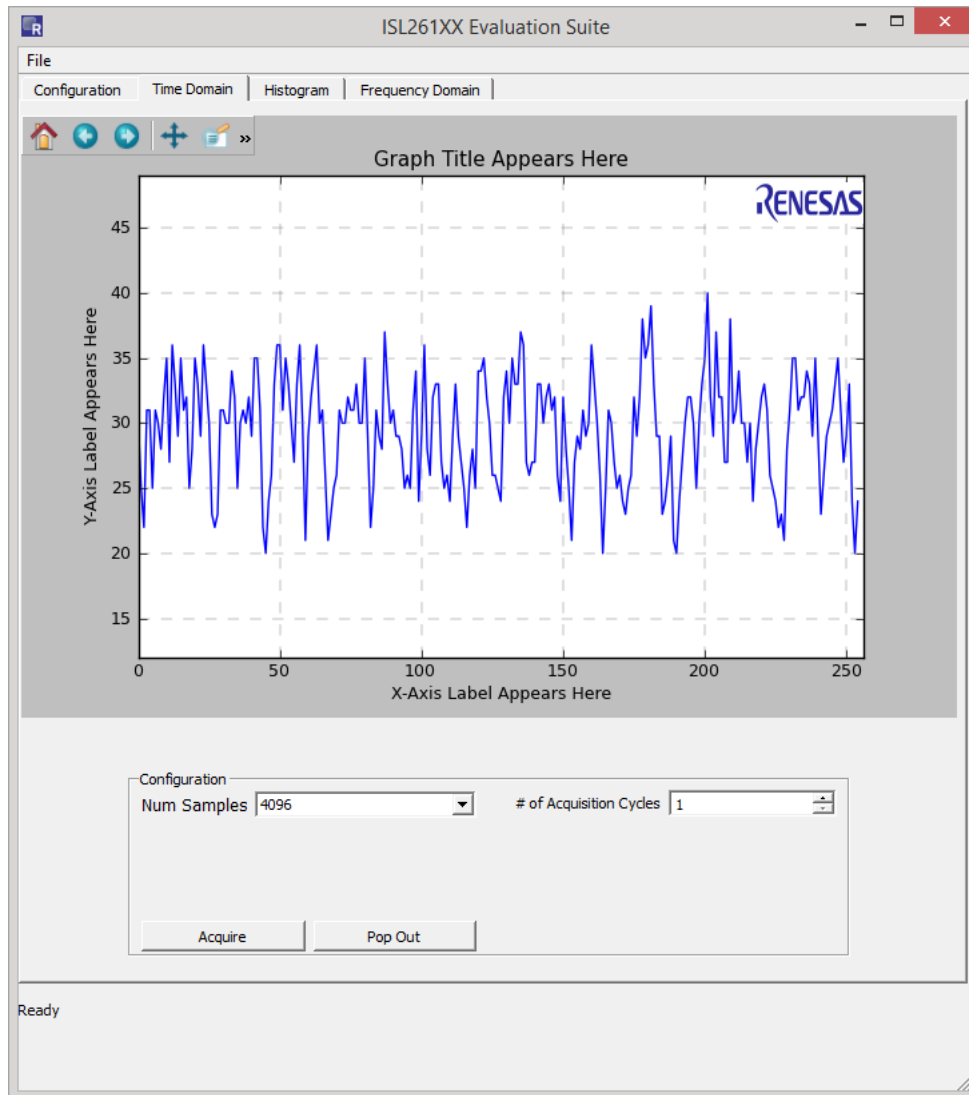 R
ISL261XX Evaluation Suite
File
Configuration Time Domain Histogram Frequency Domain
»
Graph Title Appears Here
RENESAS
45
40
35
30
25
20
15
Y-Axis Label Appears Here
0 50 100 150 200 250
X-Axis Label Appears Here
Configuration
Num Samples 4096 # of Acquisition Cycles 1
Acquire Pop Out
Ready